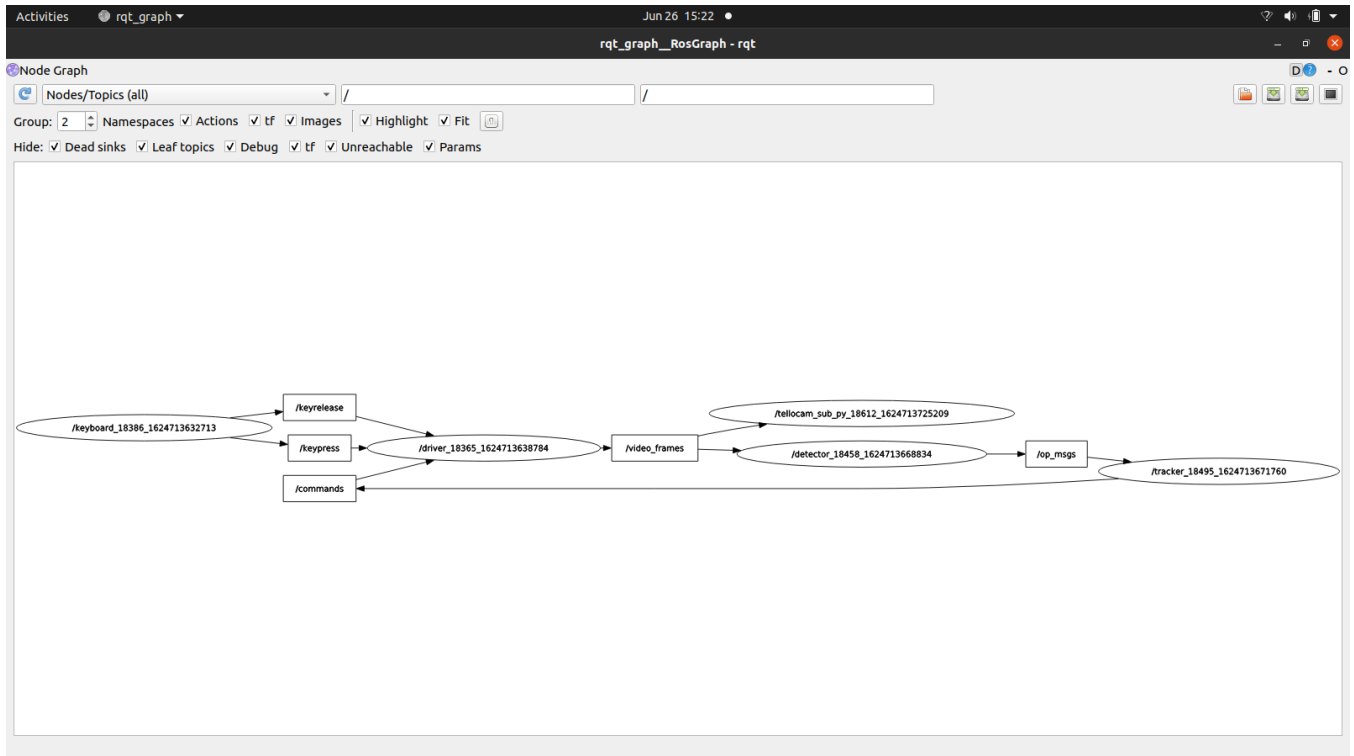 Activities rqt_graph Jun 26 15:22
rqt_graph__RosGraph - rqt
Node Graph D ? - O
Nodes/Topics (all) / /
Group: 2 Namespaces Actions tf Images Highlight Fit
Hide: Dead sinks Leaf topics Debug tf Unreachable Params
/keyrelease
/tellocam_sub_py_18612_1624713725209
/keyboard_18386_1624713632713
/keypress
/driver_18365_1624713638784
/video_frames
/detector_18458_1624713668834
/op_msgs
/tracker_18495_1624713671760
/commands